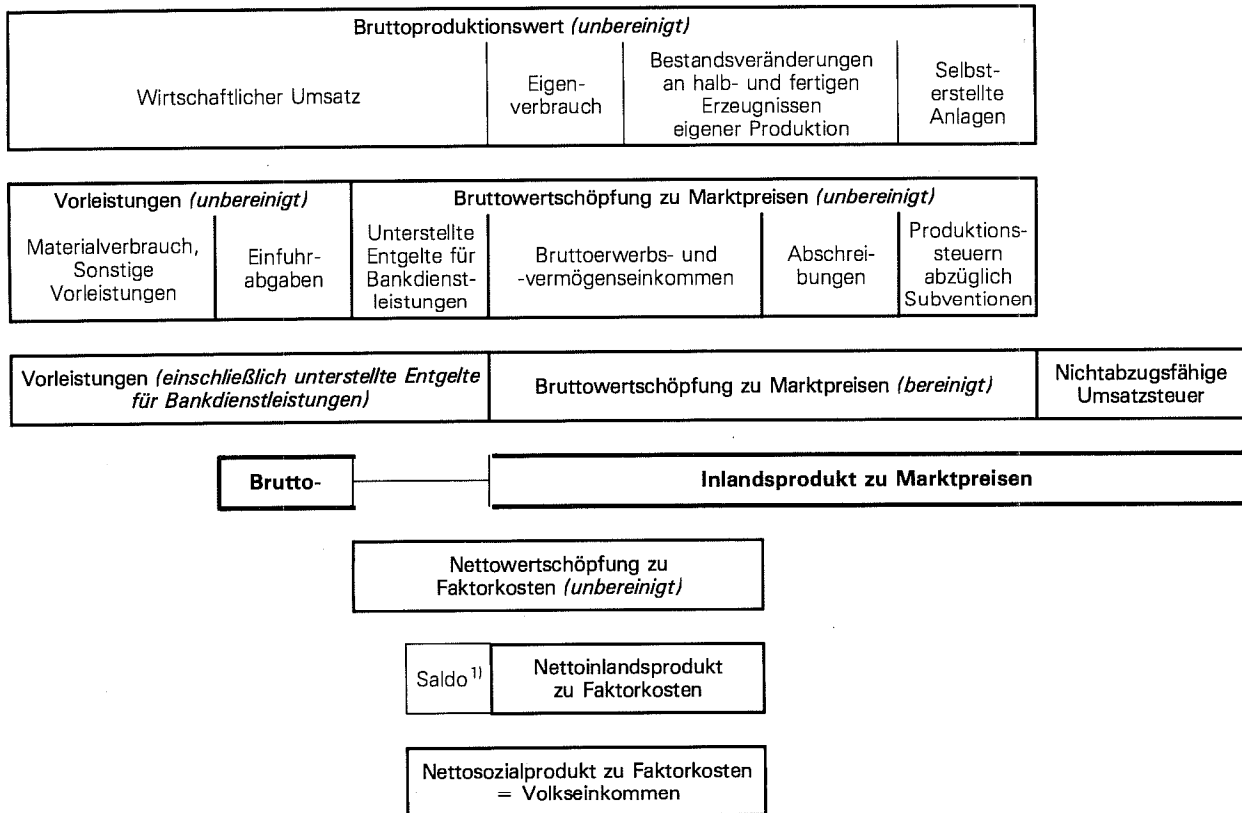 Bruttoproduktionswert (unbereinigt)
Wirtschaftlicher Umsatz
Eigen-
verbrauch
Bestandsveränderungen
an halb- und fertigen
Erzeugnissen
eigener Produktion
Selbst-
erstellte
Anlagen
Vorleistungen (unbereinigt)
Bruttowertschöpfung zu Marktpreisen (unbereinigt)
Materialverbrauch,
Sonstige
Vorleistungen
Einfuhr-
abgaben
Unterstellte
Entgelte für
Bankdienst-
leistungen
Bruttoerwerbs- und
-vermögenseinkommen
Abschrei-
bungen
Produktions-
steuern
abzüglich
Subventionen
Vorleistungen (einschließlich unterstellte Entgelte
für Bankdienstleistungen)
Bruttowertschöpfung zu Marktpreisen (bereinigt)
Nichtabzugsfähige
Umsatzsteuer
Brutto-
Inlandsprodukt zu Marktpreisen
Nettowertschöpfung zu
Faktorkosten (unbereinigt)
Saldo 1)
Nettoinlandsprodukt
zu Faktorkosten
Nettosozialprodukt zu Faktorkosten
= Volkseinkommen